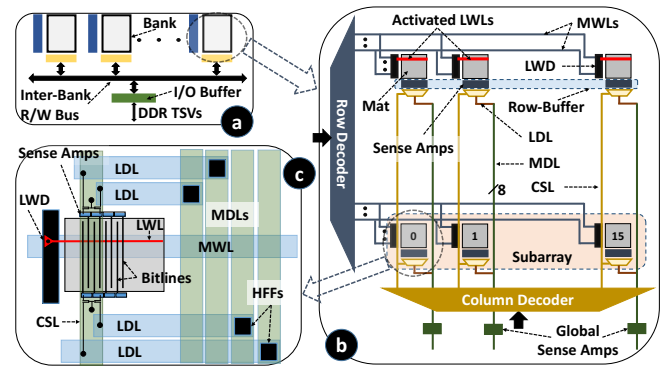 Bank
Inter-Bank
R/W Bus
I/O Buffer
DDR TSVs
a
Activated LWLs
MWLs
LWD
Mat
Row-Buffer
Sense Amps
LDL
MDL
8
CSL
Row Decoder
0
1
15
Subarray
Column Decoder
Global
Sense Amps
b
Sense Amps
LDL
c
LDL
LWD
MDLs
LWL
MWL
Bitlines
HFFs
CSL
LDL
LDL